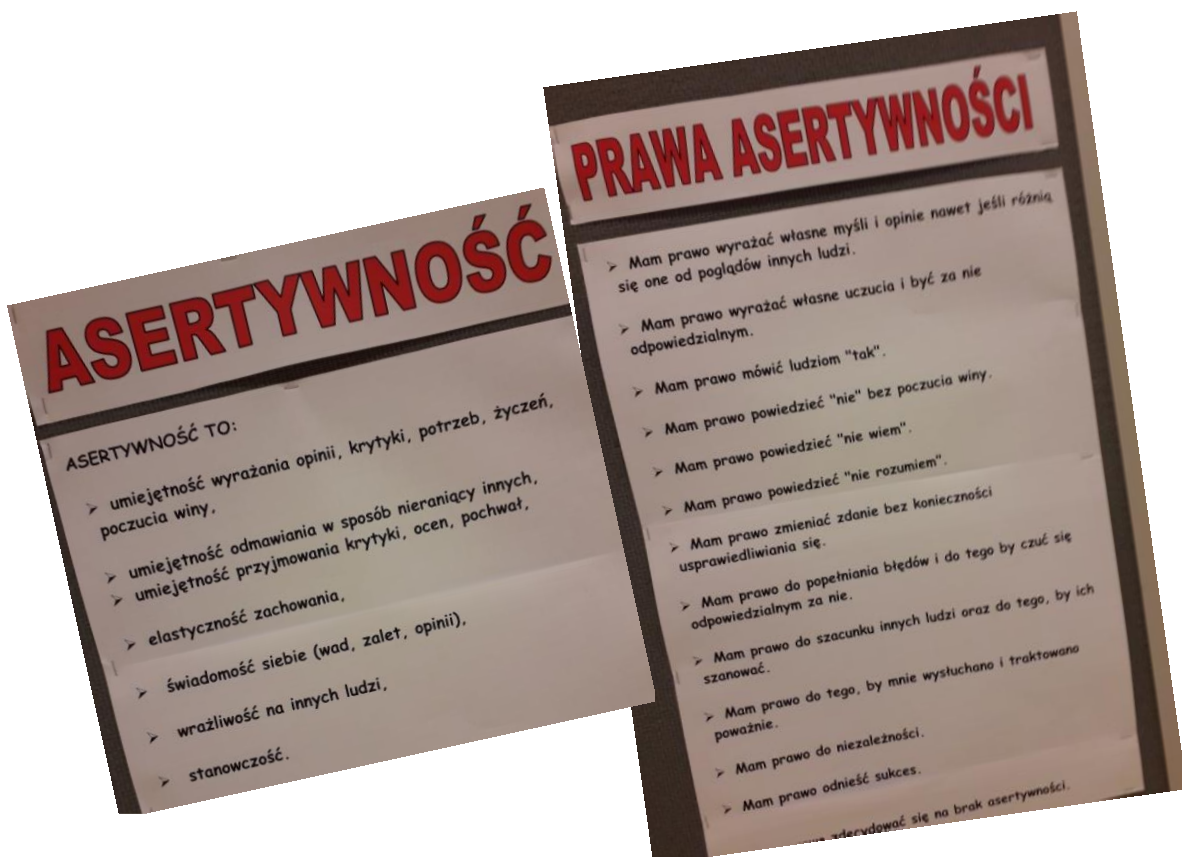 ASERTYWNOŚĆ
ASERTYWNOŚĆ TO:
➢ umiejętność wyrażania opinii, krytyki, potrzeb, życzeń,
poczucia winy,
➢ umiejętność odmawiania w sposób nieraniący innych,
➢ umiejętność przyjmowania krytyki, ocen, pochwał,
➢ elastyczność zachowania,
➢ świadomość siebie (wad, zalet, opinii),
➢ wrażliwość na innych ludzi,
➢ stanowczość.
PRAWA ASERTYWNOŚCI
➢ Mam prawo wyrażać własne myśli i opinie nawet jeśli różnią
się one od poglądów innych ludzi.
➢ Mam prawo wyrażać własne uczucia i być za nie
odpowiedzialnym.
➢ Mam prawo mówić ludziom "tak".
➢ Mam prawo powiedzieć "nie" bez poczucia winy.
➢ Mam prawo powiedzieć "nie wiem".
➢ Mam prawo powiedzieć "nie rozumiem".
➢ Mam prawo zmieniać zdanie bez konieczności
usprawiedliwiania się.
➢ Mam prawo do popełniania błędów i do tego by czuć się
odpowiedzialnym za nie.
➢ Mam prawo do szacunku innych ludzi oraz do tego, by ich
szanować.
➢ Mam prawo do tego, by mnie wysłuchano i traktowano
poważnie.
➢ Mam prawo do niezależności.
➢ Mam prawo odnieść sukces.
zdecydować się na brak asertywności.